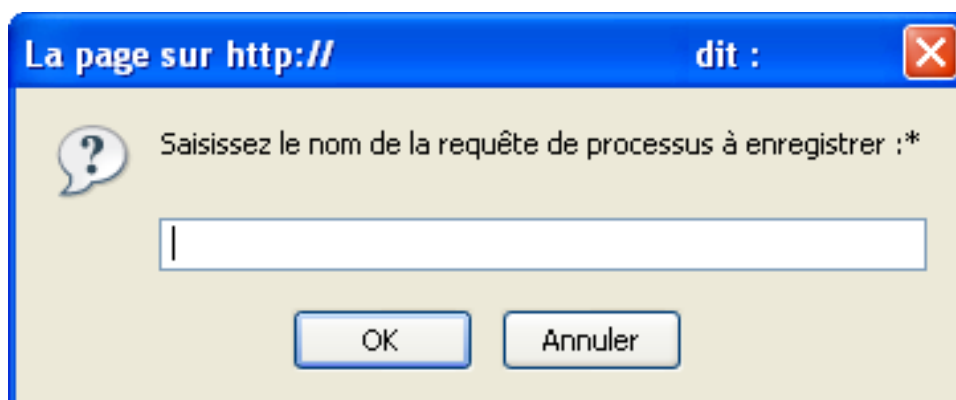 La page sur http:// dit :
Saisissez le nom de la requête de processus à enregistrer :*
OK
Annuler